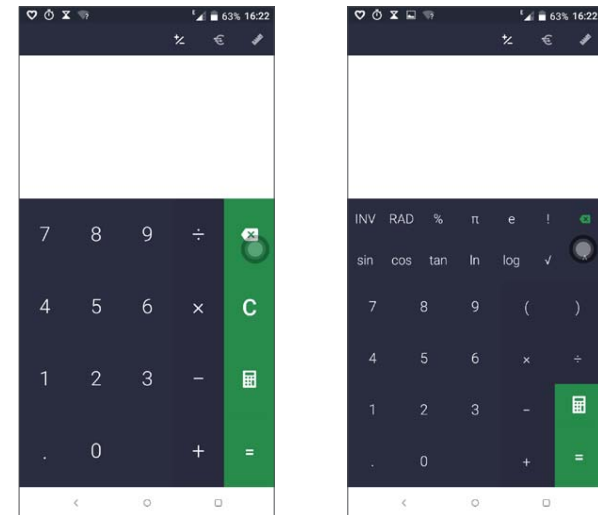 63% 16:22
7 8 9 ÷
4 5 6 × C
1 2 3 −
. 0 + =
63% 16:22
INV RAD % π e !
sin cos tan ln log √ ^
7 8 9 ( )
4 5 6 × ÷
1 2 3 −
. 0 + =